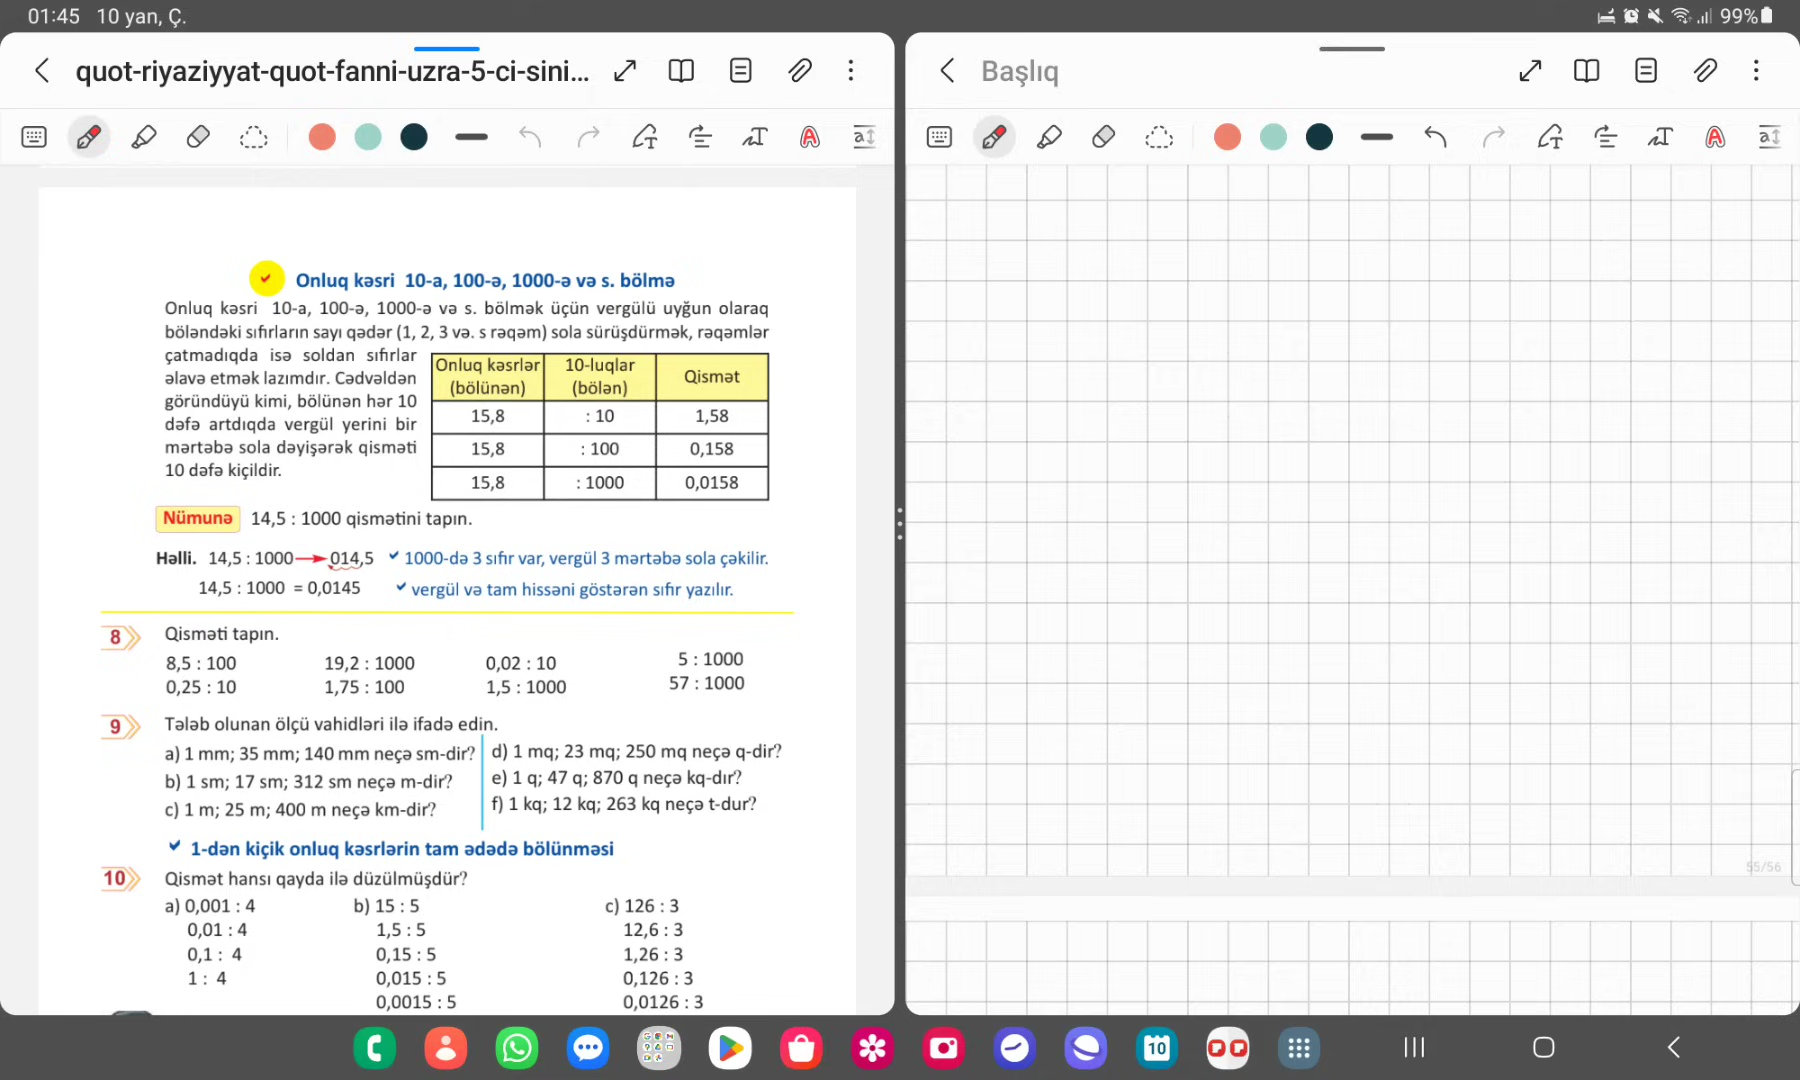 01:45 10 yan, Ç.
99%
quot-riyaziyyat-quot-fanni-uzra-5-ci-sini...
Başlıq
Onluq kəsri 10-a, 100-ə, 1000-ə və s. bölmə
Onluq kəsri 10-a, 100-ə, 1000-ə və s. bölmək üçün vergülü uyğun olaraq
böləndəki sıfırların sayı qədər (1, 2, 3 və. s rəqəm) sola sürüşdürmək, rəqəmlər
çatmadıqda isə soldan sıfırlar
əlavə etmək lazımdır. Cədvəldən
göründüyü kimi, bölünən hər 10
dəfə artdıqda vergül yerini bir
mərtəbə sola dəyişərək qisməti
10 dəfə kiçildir.
Onluq kəsrlər (bölünən) 10-luqlar (bölən) Qismət
15,8 : 10 1,58
15,8 : 100 0,158
15,8 : 1000 0,0158
Nümunə 14,5 : 1000 qismətini tapın.
Həlli. 14,5 : 1000 014,5 1000-də 3 sıfır var, vergül 3 mərtəbə sola çəkilir.
14,5 : 1000 = 0,0145 vergül və tam hissəni göstərən sıfır yazılır.
8 Qisməti tapın.
8,5 : 100 19,2 : 1000 0,02 : 10 5 : 1000
0,25 : 10 1,75 : 100 1,5 : 1000 57 : 1000
9 Tələb olunan ölçü vahidləri ilə ifadə edin.
a) 1 mm; 35 mm; 140 mm neçə sm-dir?
b) 1 sm; 17 sm; 312 sm neçə m-dir?
c) 1 m; 25 m; 400 m neçə km-dir?
d) 1 mq; 23 mq; 250 mq neçə q-dir?
e) 1 q; 47 q; 870 q neçə kq-dır?
f) 1 kq; 12 kq; 263 kq neçə t-dur?
1-dən kiçik onluq kəsrlərin tam ədədə bölünməsi
10 Qismət hansı qayda ilə düzülmüşdür?
a) 0,001 : 4 b) 15 : 5 c) 126 : 3
0,01 : 4 1,5 : 5 12,6 : 3
0,1 : 4 0,15 : 5 1,26 : 3
1 : 4 0,015 : 5 0,126 : 3
0,0015 : 5 0,0126 : 3
55/56
10